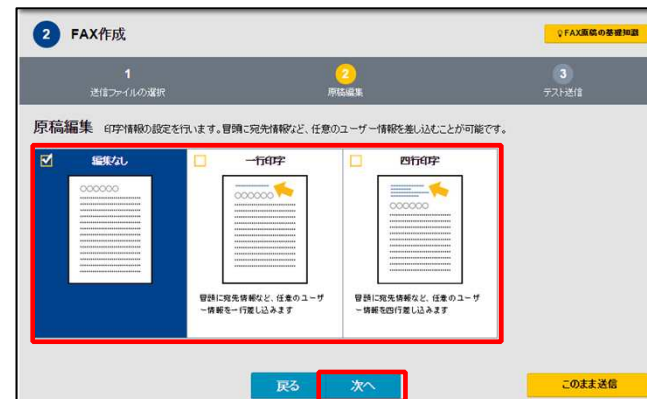 2 FAX作成
FAX原稿の基礎知識
1 2 3
送信ファイルの選択 原稿編集 テスト送信
原稿編集 印字情報の設定を行います。冒頭に宛先情報など、任意のユーザー情報を差し込むことが可能です。
編集なし 一行印字 四行印字
○○○○○○ ○○○○○○ ○○○○○○
冒頭に宛先情報など、任意のユーザ 冒頭に宛先情報など、任意のユーザ
ー情報を一行差し込みます ー情報を四行差し込みます
戻る 次へ このまま送信